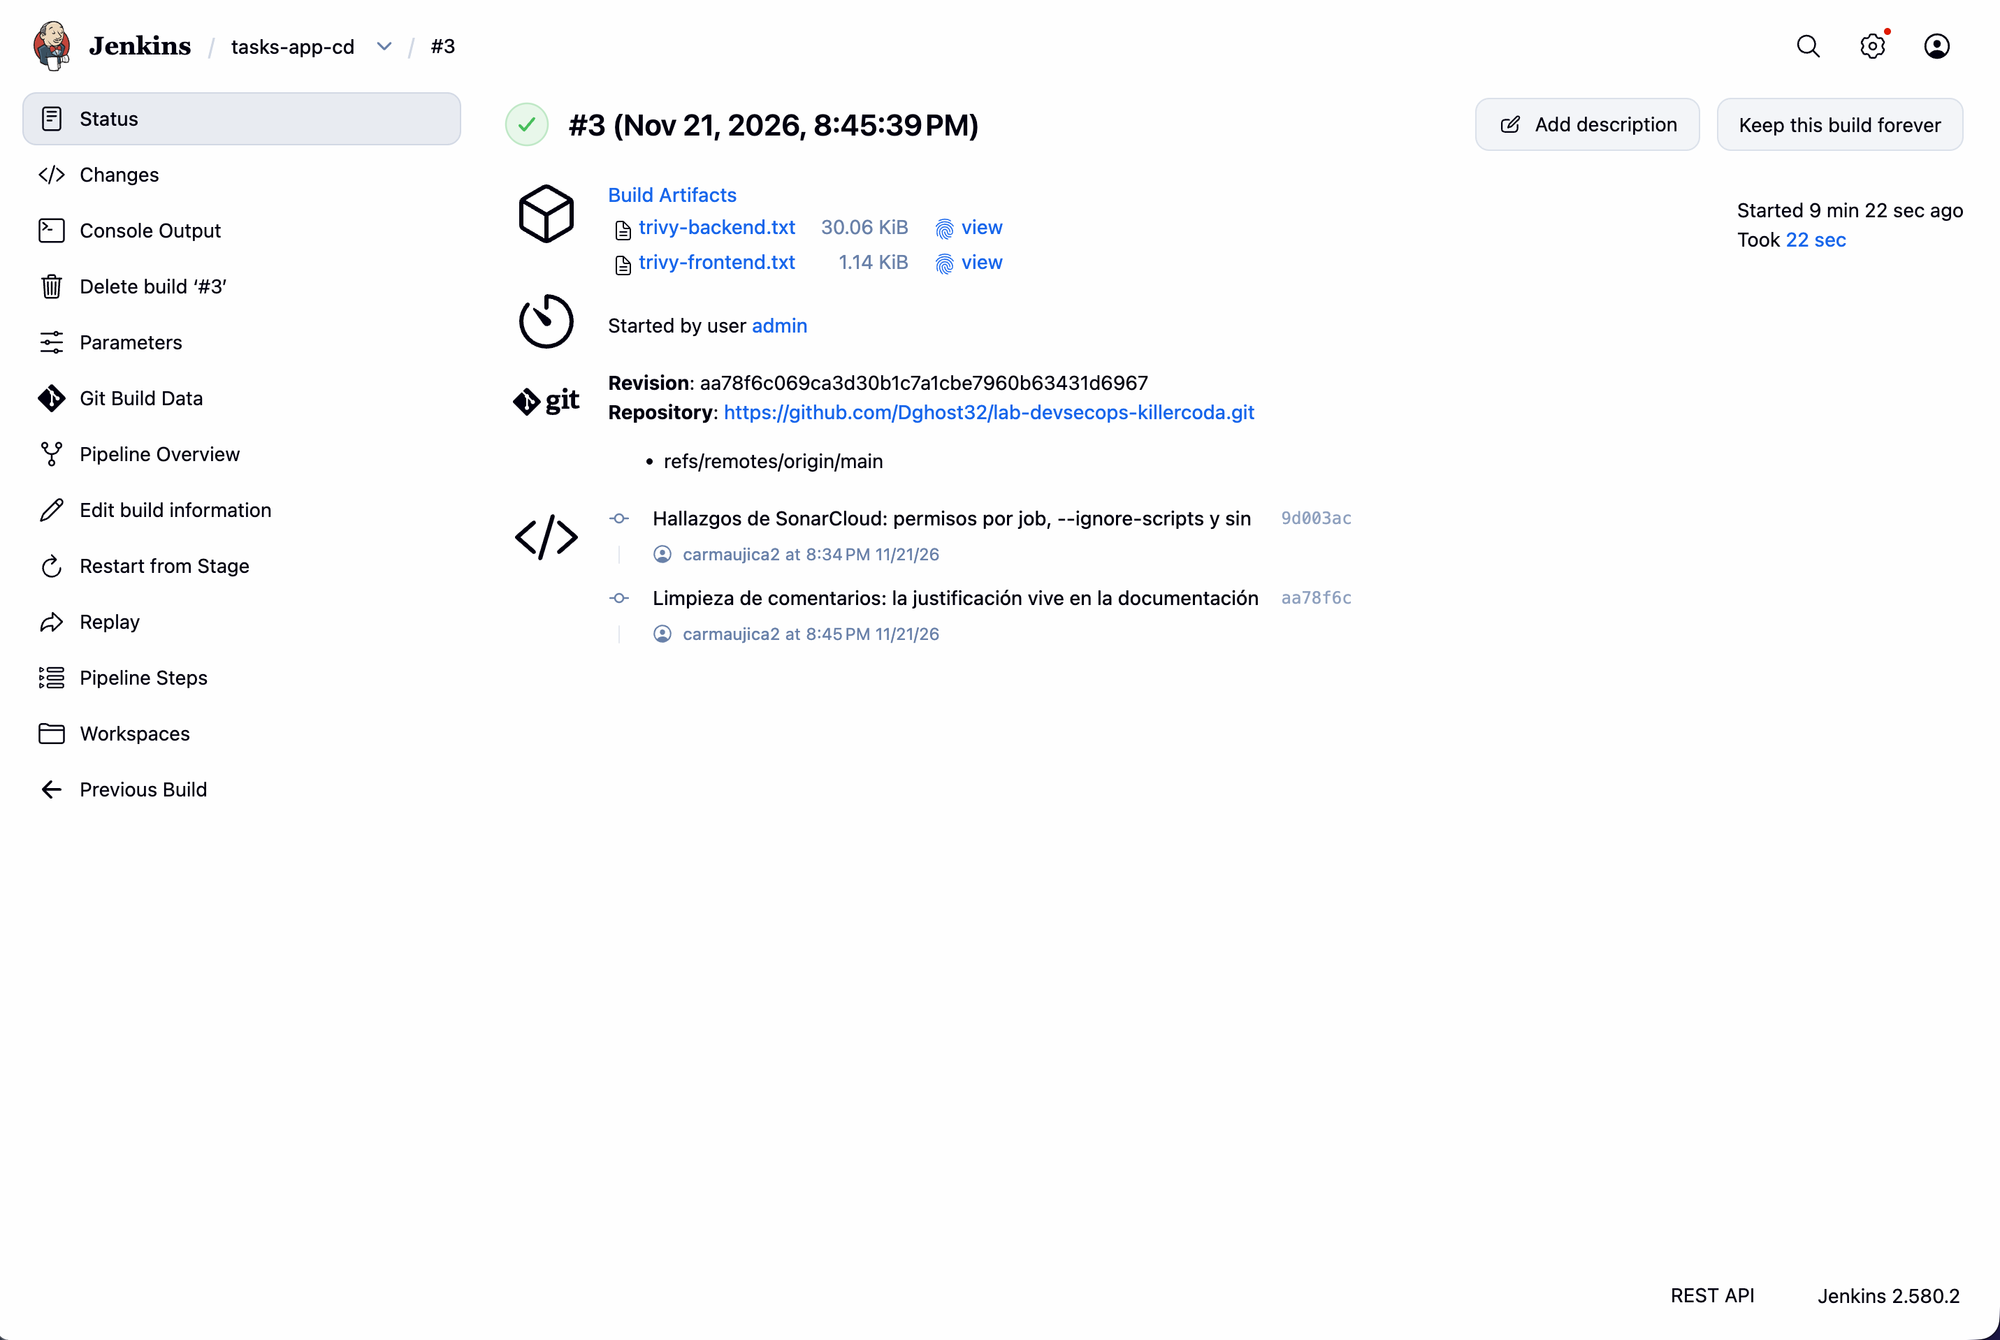 Jenkins / tasks-app-cd / #3
Status
Changes
Console Output
Delete build ‘#3’
Parameters
Git Build Data
Pipeline Overview
Edit build information
Restart from Stage
Replay
Pipeline Steps
Workspaces
Previous Build
#3 (Nov 21, 2026, 8:45:39 PM)
Add description
Keep this build forever
Started 9 min 22 sec ago
Took 22 sec
Build Artifacts
trivy-backend.txt 30.06 KiB view
trivy-frontend.txt 1.14 KiB view
Started by user admin
git
Revision: aa78f6c069ca3d30b1c7a1cbe7960b63431d6967
Repository: https://github.com/Dghost32/lab-devsecops-killercoda.git
• refs/remotes/origin/main
Hallazgos de SonarCloud: permisos por job, --ignore-scripts y sin 9d003ac
carmaujica2 at 8:34 PM 11/21/26
Limpieza de comentarios: la justificación vive en la documentación aa78f6c
carmaujica2 at 8:45 PM 11/21/26
REST API
Jenkins 2.580.2